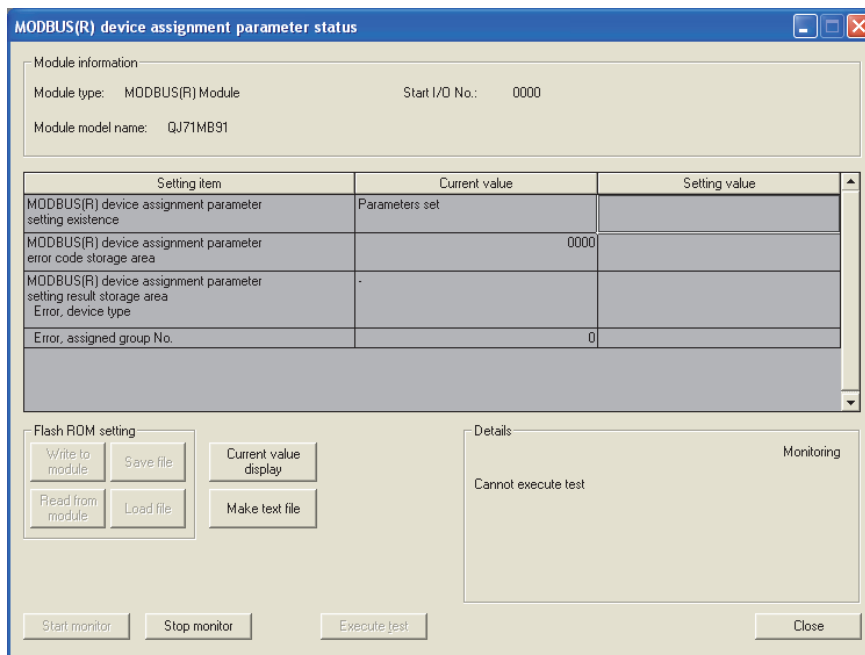 MODBUS(R) device assignment parameter status
Module information
Module type: MODBUS(R) Module Start I/O No.: 0000
Module model name: QJ71MB91
Setting item Current value Setting value
MODBUS(R) device assignment parameter
setting existence Parameters set
MODBUS(R) device assignment parameter
error code storage area 0000
MODBUS(R) device assignment parameter
setting result storage area
Error, device type -
Error, assigned group No. 0
Flash ROM setting
Write to
module
Save file
Current value
display
Read from
module
Load file
Make text file
Details
Monitoring
Cannot execute test
Start monitor Stop monitor Execute test Close